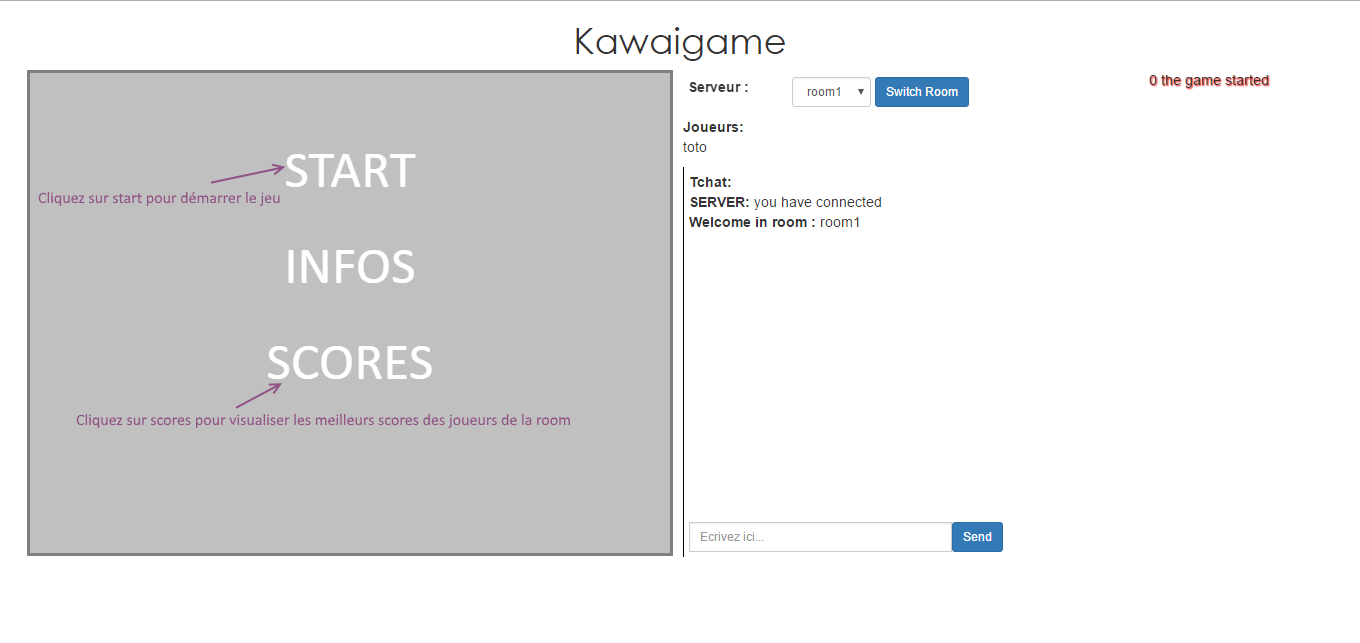 Kawaigame
START
Cliquez sur start pour démarrer le jeu
INFOS
SCORES
Cliquez sur scores pour visualiser les meilleurs scores des joueurs de la room
Serveur : room1 Switch Room
0 the game started
Joueurs:
toto
Tchat:
SERVER: you have connected
Welcome in room : room1
Ecrivez ici... Send